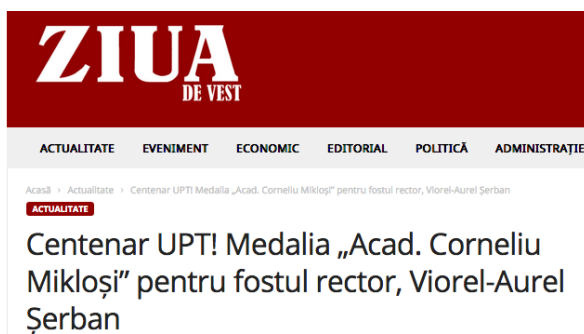 ZIUA
DE VEST
ACTUALITATE EVENIMENT ECONOMIC EDITORIAL POLITICĂ ADMINISTRAȚIE
Acasă › Actualitate › Centenar UPT! Medalia „Acad. Corneliu Mikloși” pentru fostul rector, Viorel-Aurel Șerban
ACTUALITATE
Centenar UPT! Medalia „Acad. Corneliu
Mikloși” pentru fostul rector, Viorel-Aurel
Șerban